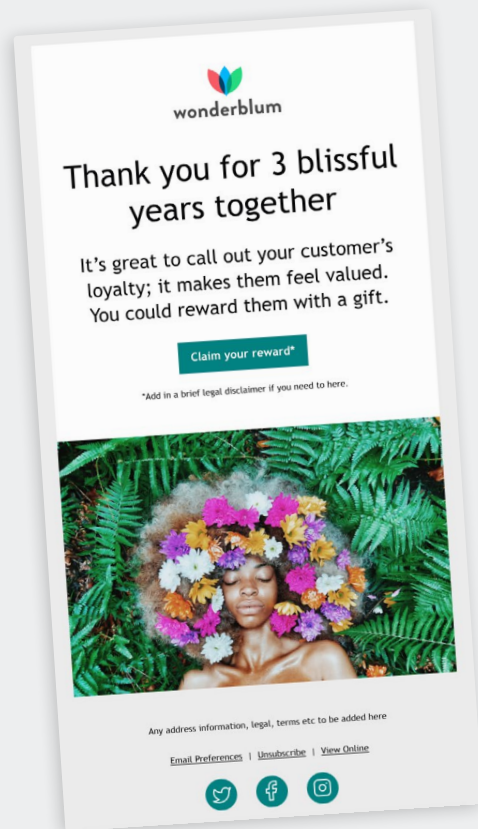 wonderblum
Thank you for 3 blissful
years together
It's great to call out your customer's
loyalty; it makes them feel valued.
You could reward them with a gift.
Claim your reward*
*Add in a brief legal disclaimer if you need to here.
Any address information, legal, terms etc to be added here
Email Preferences | Unsubscribe | View Online